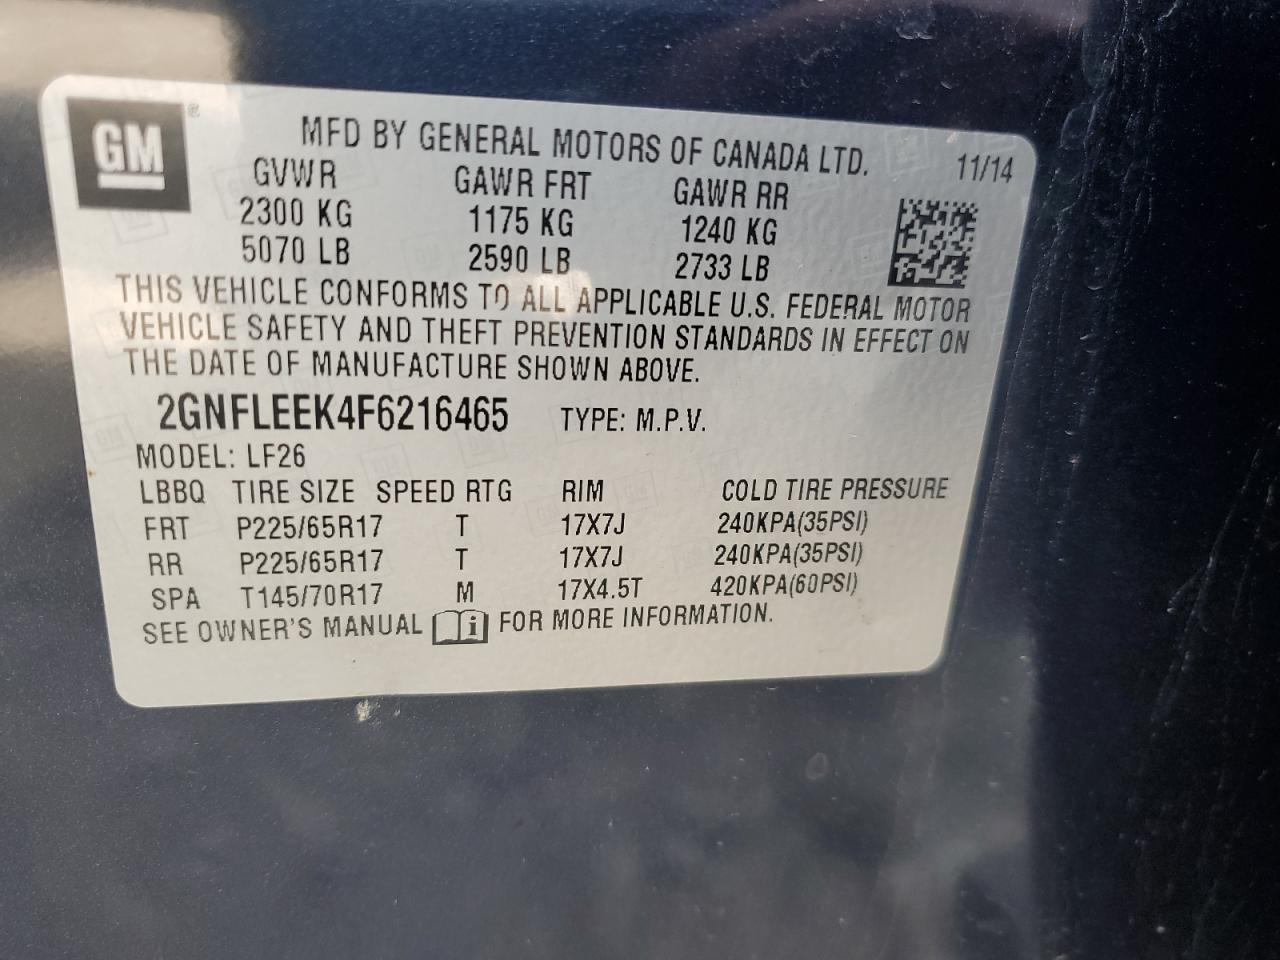 GM ®
MFD BY GENERAL MOTORS OF CANADA LTD. 11/14
GVWR GAWR FRT GAWR RR
2300 KG 1175 KG 1240 KG
5070 LB 2590 LB 2733 LB
THIS VEHICLE CONFORMS TO ALL APPLICABLE U.S. FEDERAL MOTOR
VEHICLE SAFETY AND THEFT PREVENTION STANDARDS IN EFFECT ON
THE DATE OF MANUFACTURE SHOWN ABOVE.
2GNFLEEK4F6216465 TYPE: M.P.V.
MODEL: LF26
LBBQ TIRE SIZE SPEED RTG RIM COLD TIRE PRESSURE
FRT P225/65R17 T 17X7J 240KPA(35PSI)
RR P225/65R17 T 17X7J 240KPA(35PSI)
SPA T145/70R17 M 17X4.5T 420KPA(60PSI)
SEE OWNER'S MANUAL i FOR MORE INFORMATION.